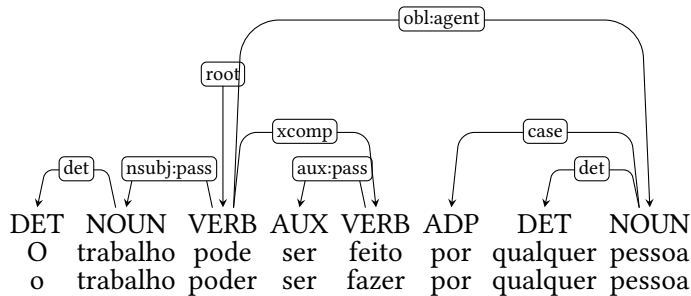 obl:agent
root
xcomp case
det nsubj:pass aux:pass det
DET NOUN VERB AUX VERB ADP DET NOUN
O trabalho pode ser feito por qualquer pessoa
o trabalho poder ser fazer por qualquer pessoa